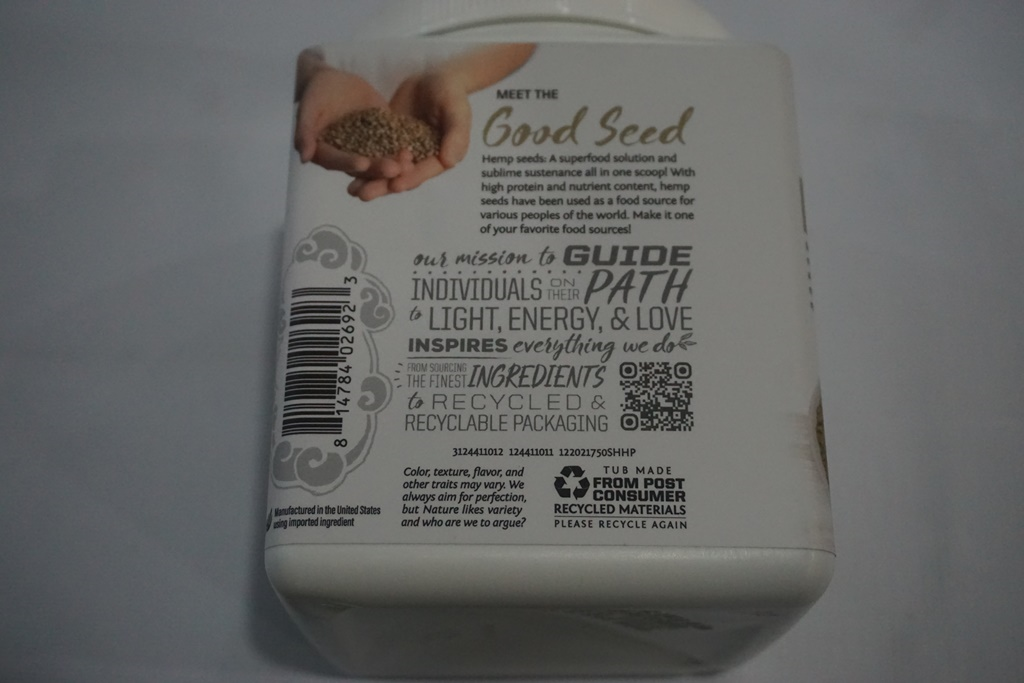 MEET THE
Good Seed
Hemp seeds: A superfood solution and
sublime sustenance all in one scoop! With
high protein and nutrient content, hemp
seeds have been used as a food source for
various peoples of the world. Make it one
of your favorite food sources!
our mission to GUIDE
INDIVIDUALS ON THEIR PATH
to LIGHT, ENERGY, & LOVE
INSPIRES everything we do
FROM SOURCING
THE FINEST INGREDIENTS
to RECYCLED &
RECYCLABLE PACKAGING
8 14784 02692 3
3124411012 124411011 122021750SHHP
Color, texture, flavor, and
other traits may vary. We
always aim for perfection,
but Nature likes variety
and who are we to argue?
TUB MADE
FROM POST
CONSUMER
RECYCLED MATERIALS
PLEASE RECYCLE AGAIN
Manufactured in the United States
using imported ingredient